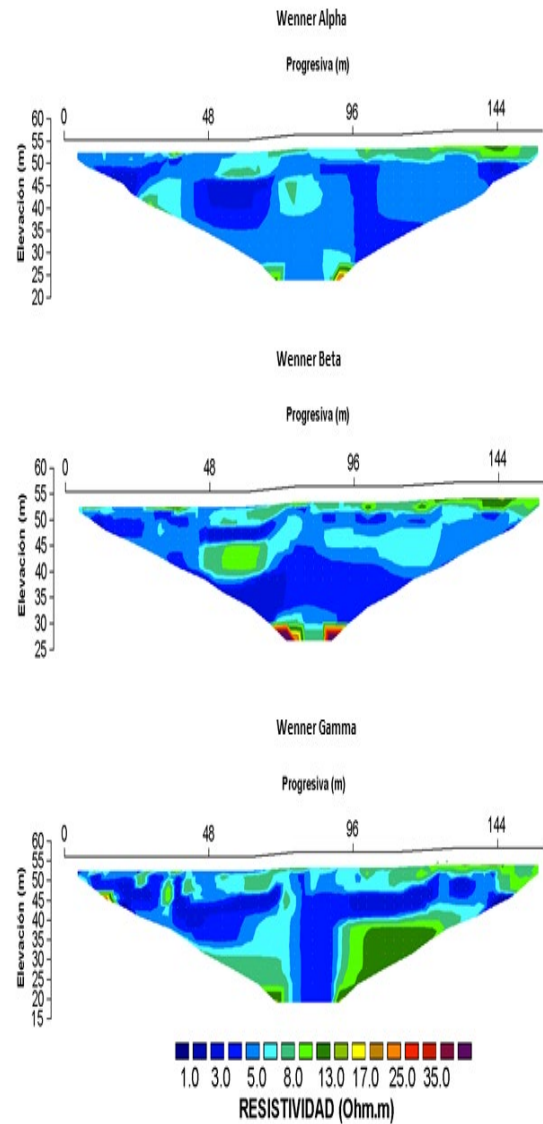 Wenner Alpha
Progresiva (m)
0 48 96 144
Elevación (m)
60
55
50
45
40
35
30
25
20
Wenner Beta
Progresiva (m)
0 48 96 144
Elevación (m)
60
55
50
45
40
35
30
25
Wenner Gamma
Progresiva (m)
0 48 96 144
Elevación (m)
60
55
50
45
40
35
30
25
20
15
1.0 3.0 5.0 8.0 13.0 17.0 25.0 35.0
RESISTIVIDAD (Ohm.m)